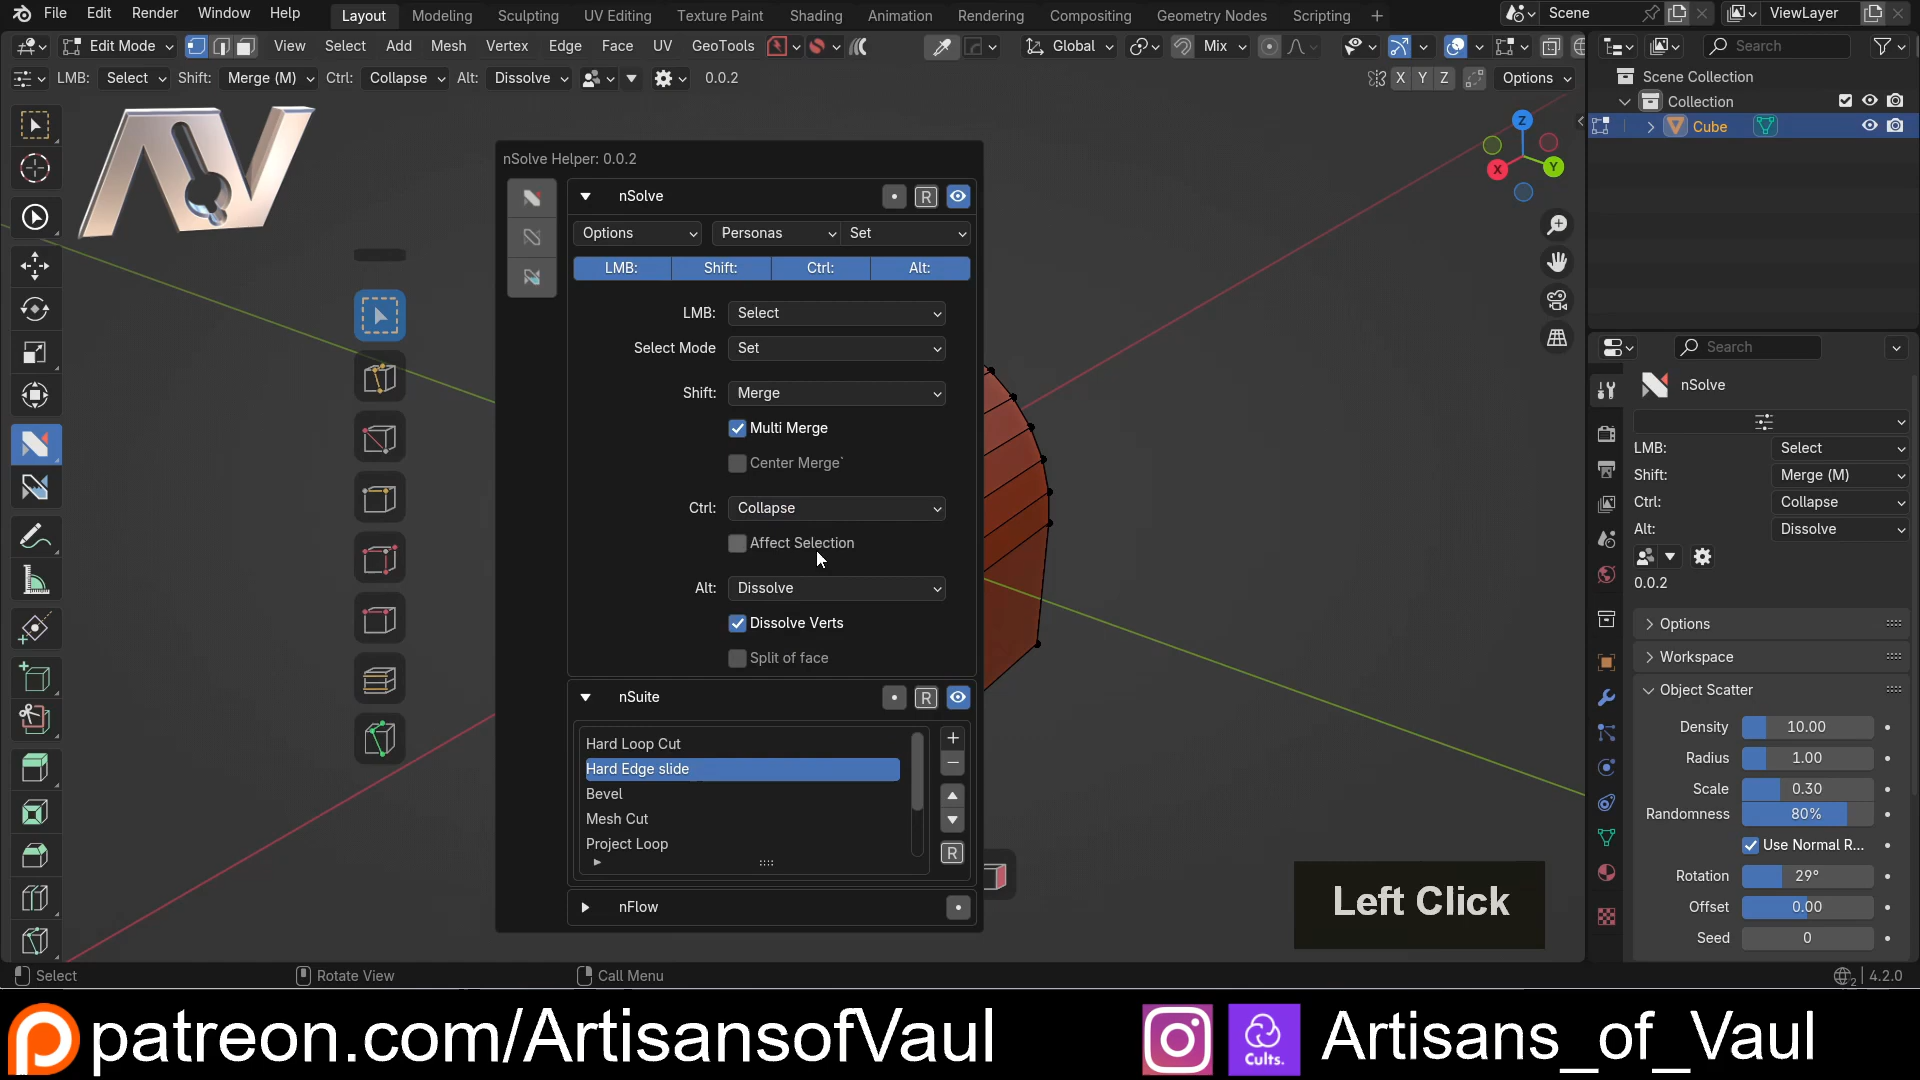 File Edit Render Window Help Layout Modeling Sculpting UV Editing Texture Paint Shading Animation Rendering Compositing Geometry Nodes Scripting + Scene ViewLayer
Edit Mode View Select Add Mesh Vertex Edge Face UV GeoTools Global Mix Search
LMB: Select Shift: Merge (M) Ctrl: Collapse Alt: Dissolve 0.0.2 X Y Z Options
Scene Collection
Collection
Cube
Z
X
Y
nSolve Helper: 0.0.2
nSolve R
Options Personas Set
LMB: Shift: Ctrl: Alt:
LMB: Select
Select Mode Set
Shift: Merge
Multi Merge
Center Merge`
Ctrl: Collapse
Affect Selection
Alt: Dissolve
Dissolve Verts
Split of face
nSuite R
Hard Loop Cut
Hard Edge slide
Bevel
Mesh Cut
Project Loop
R
nFlow
Search
nSolve
LMB: Select
Shift: Merge (M)
Ctrl: Collapse
Alt: Dissolve
0.0.2
Options
Workspace
Object Scatter
Density 10.00
Radius 1.00
Scale 0.30
Randomness 80%
Use Normal R...
Rotation 29°
Offset 0.00
Seed 0
Left Click
Select Rotate View Call Menu 2 4.2.0
patreon.com/ArtisansofVaul Cults. Artisans_of_Vaul